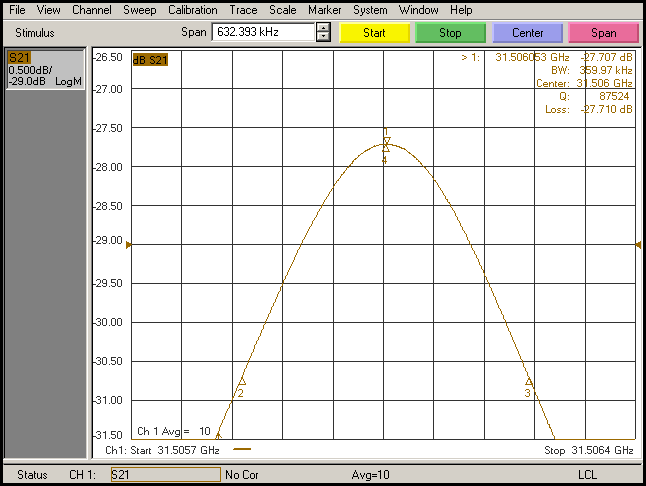 File View Channel Sweep Calibration Trace Scale Marker System Window Help
Stimulus Span 632.393 kHz Start Stop Center Span
S21
0.500dB/
-29.0dB LogM
dB S21
> 1: 31.506053 GHz -27.707 dB
BW: 359.97 kHz
Center: 31.506 GHz
Q: 87524
Loss: -27.710 dB
-26.50
-27.00
-27.50
-28.00
-28.50
-29.00
-29.50
-30.00
-30.50
-31.00
-31.50
1
4
2
3
Ch 1 Avg = 10
Ch1: Start 31.5057 GHz Stop 31.5064 GHz
Status CH 1: S21 No Cor Avg=10 LCL